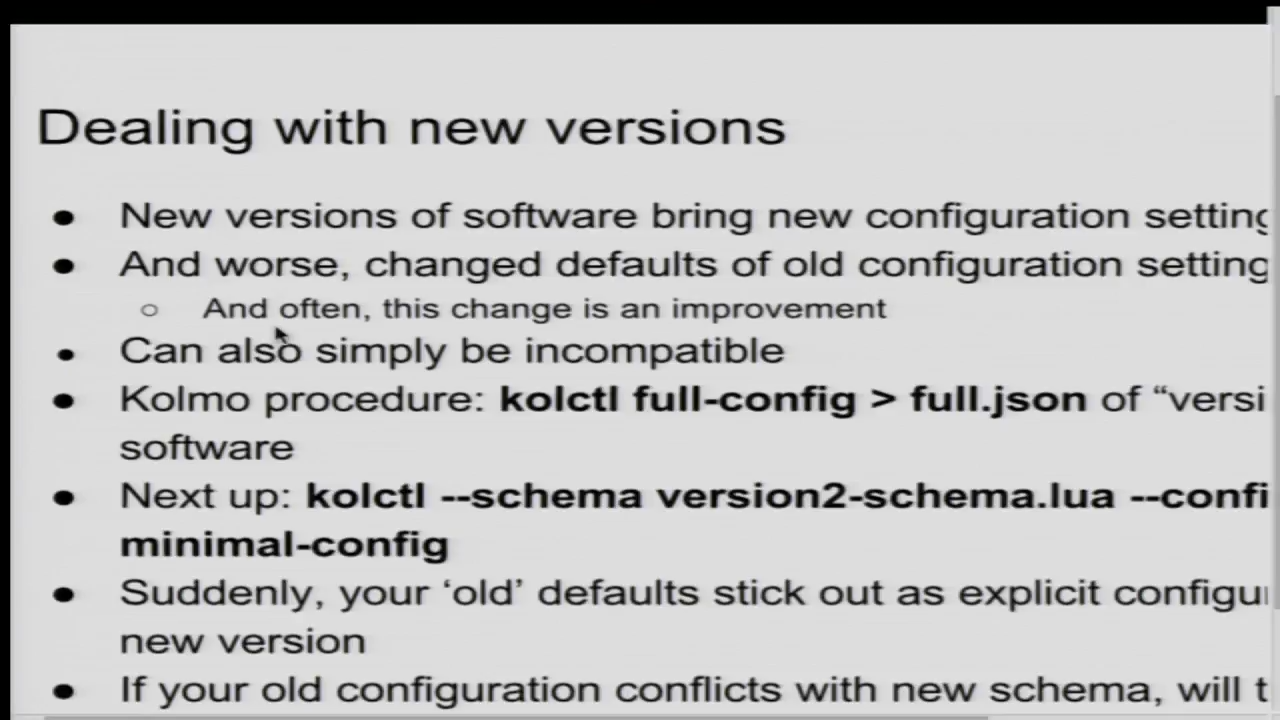 Dealing with new versions
● New versions of software bring new configuration setting
● And worse, changed defaults of old configuration setting
○ And often, this change is an improvement
● Can also simply be incompatible
● Kolmo procedure: kolctl full-config > full.json of “versi
software
● Next up: kolctl --schema version2-schema.lua --confi
minimal-config
● Suddenly, your ‘old’ defaults stick out as explicit configu
new version
● If your old configuration conflicts with new schema, will t